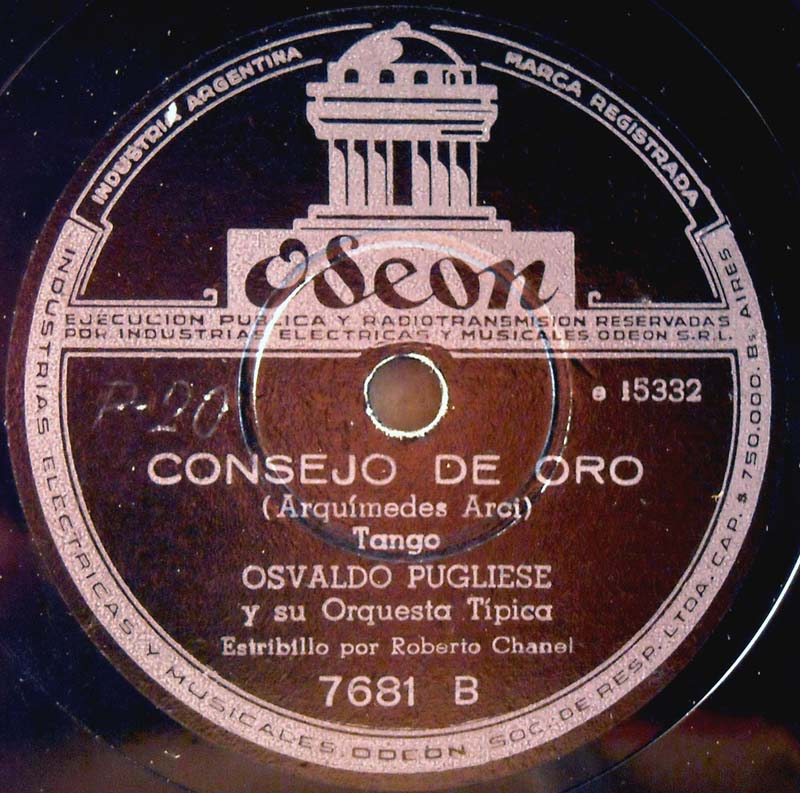 INDUSTRIA ARGENTINA
MARCA REGISTRADA
Odeon
EJECUCION PUBLICA Y RADIOTRANSMISION RESERVADAS
POR INDUSTRIAS ELECTRICAS Y MUSICALES ODEON S.R.L.
P-20
e 15332
CONSEJO DE ORO
(Arquímedes Arci)
Tango
OSVALDO PUGLIESE
y su Orquesta Típica
Estribillo por Roberto Chanel
7681 B
INDUSTRIAS ELECTRICAS Y MUSICALES ODEON SOC. DE RESP. LTDA. CAP. $ 750.000. Bs AIRES